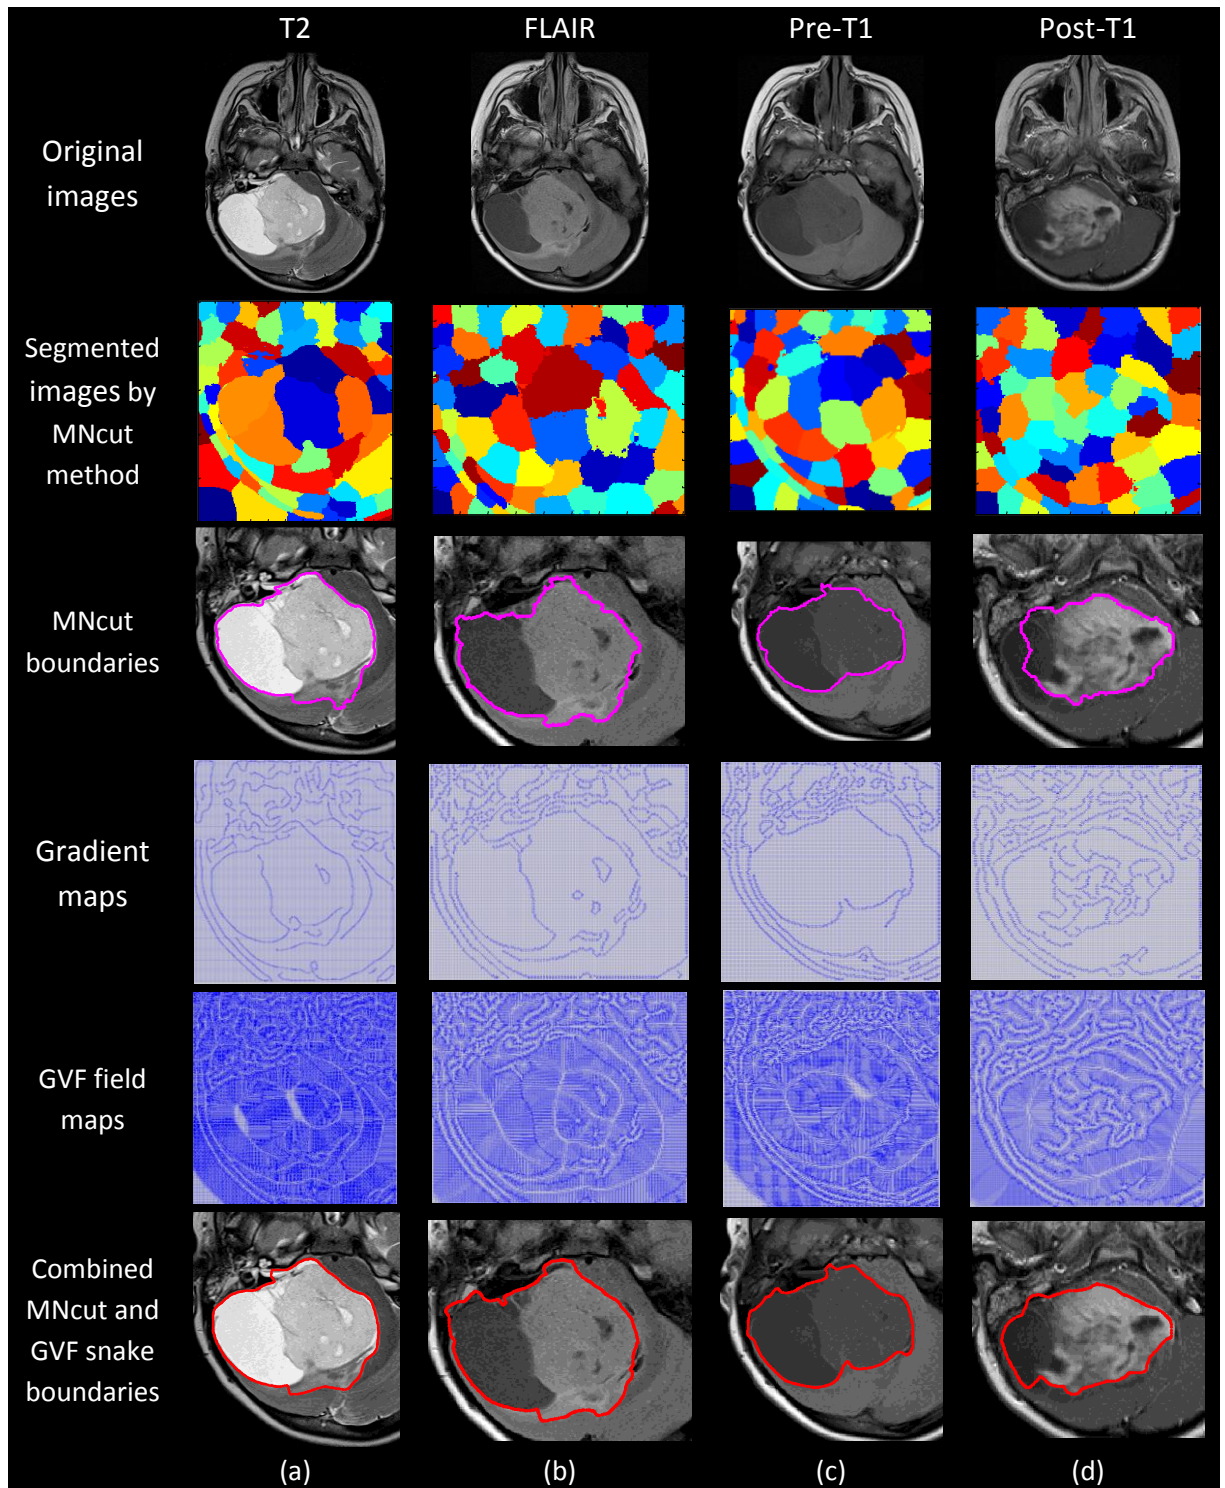 T2 FLAIR Pre-T1 Post-T1
Original
images
Segmented
images by
MNcut
method
MNcut
boundaries
Gradient
maps
GVF field
maps
Combined
MNcut and
GVF snake
boundaries
(a) (b) (c) (d)